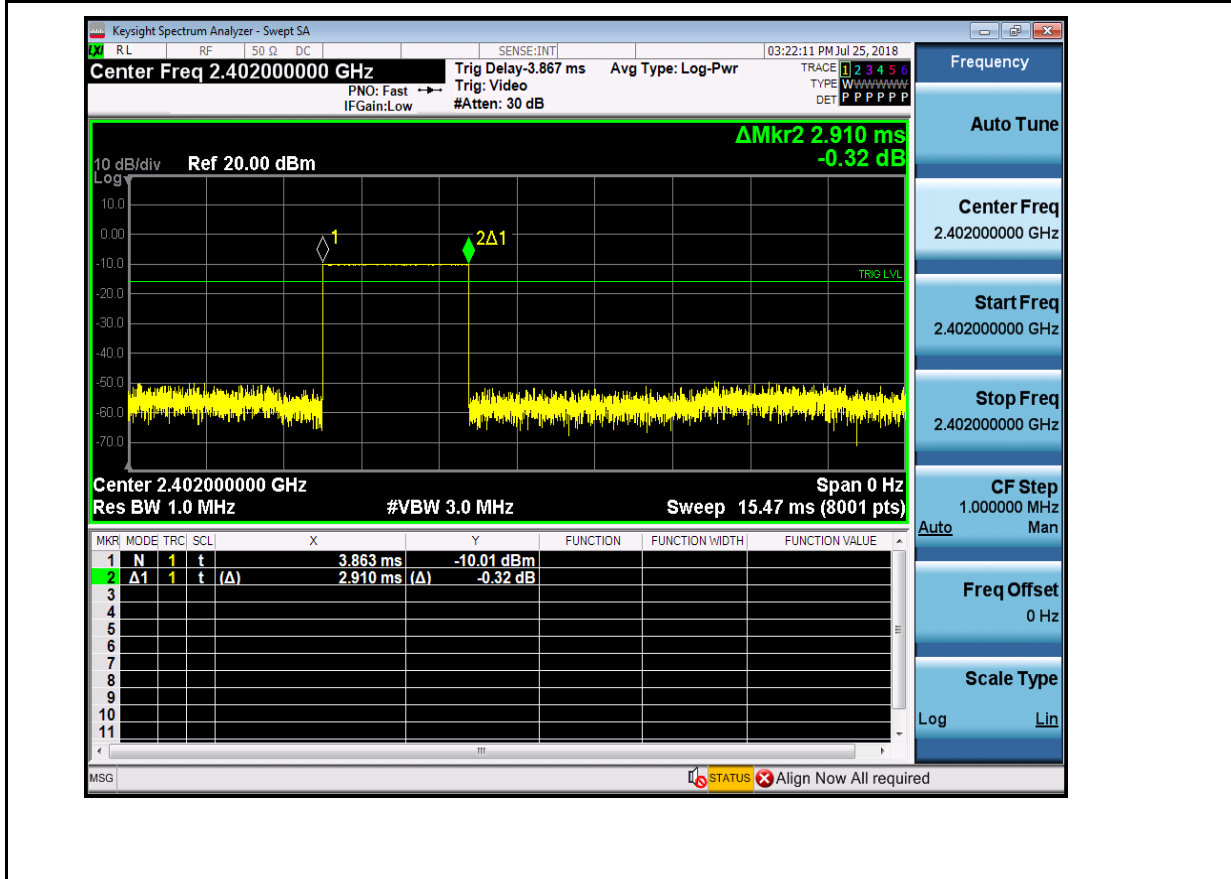 Keysight Spectrum Analyzer - Swept SA
LXI RL RF 50 Ω DC SENSE:INT 03:22:11 PM Jul 25, 2018
Center Freq 2.402000000 GHz
PNO: Fast
IFGain:Low
Trig Delay-3.867 ms
Trig: Video
#Atten: 30 dB
Avg Type: Log-Pwr
TRACE 1 2 3 4 5 6
TYPE WWWWWW
DET P P P P P P
ΔMkr2 2.910 ms
-0.32 dB
10 dB/div Ref 20.00 dBm
Log
10.0
0.00
-10.0
-20.0
-30.0
-40.0
-50.0
-60.0
-70.0
1
2Δ1
TRIG LVL
Center 2.402000000 GHz Span 0 Hz
Res BW 1.0 MHz #VBW 3.0 MHz Sweep 15.47 ms (8001 pts)
MKR MODE TRC SCL X Y FUNCTION FUNCTION WIDTH FUNCTION VALUE
1 N 1 t 3.863 ms -10.01 dBm
2 Δ1 1 t (Δ) 2.910 ms (Δ) -0.32 dB
3
4
5
6
7
8
9
10
11
MSG STATUS Align Now All required
Frequency
Auto Tune
Center Freq
2.402000000 GHz
Start Freq
2.402000000 GHz
Stop Freq
2.402000000 GHz
CF Step
1.000000 MHz
Auto Man
Freq Offset
0 Hz
Scale Type
Log Lin